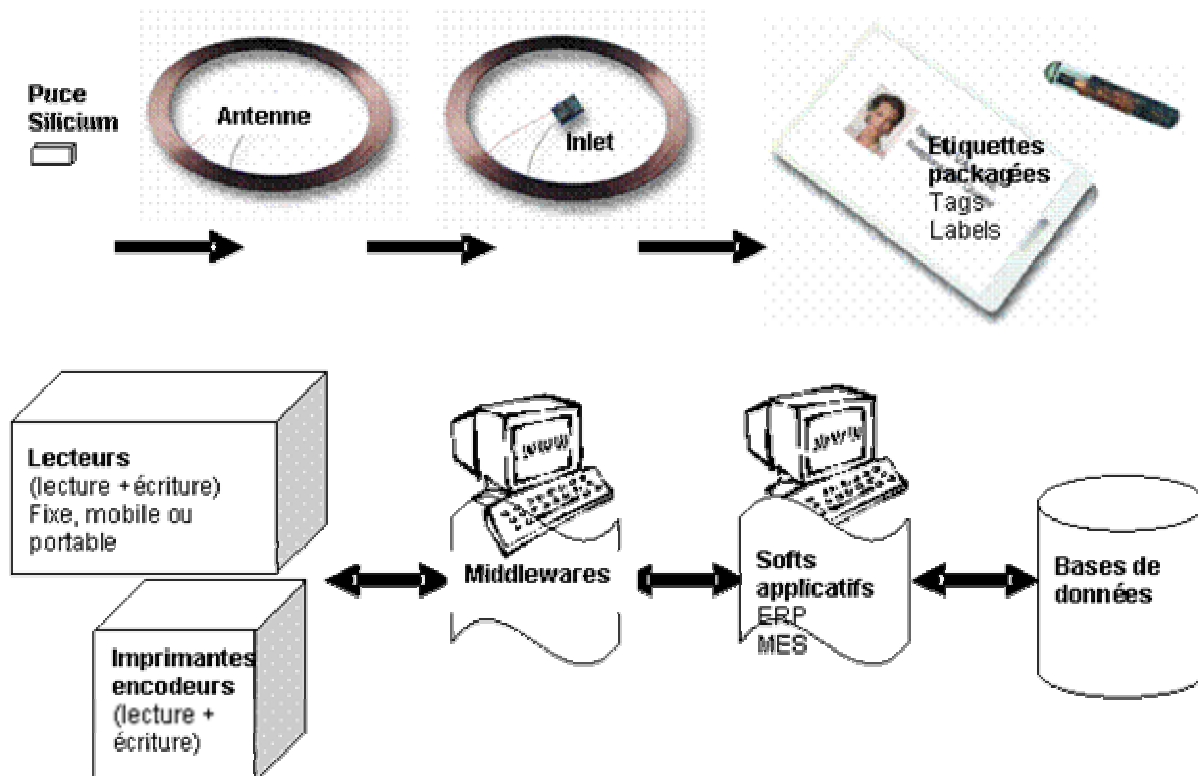 Puce
Silicium
Antenne
Inlet
Etiquettes
packagées
Tags
Labels
Lecteurs
(lecture + écriture)
Fixe, mobile ou
portable
Imprimantes
encodeurs
(lecture +
écriture)
Middlewares
Softs
applicatifs
ERP
MES
Bases de
données